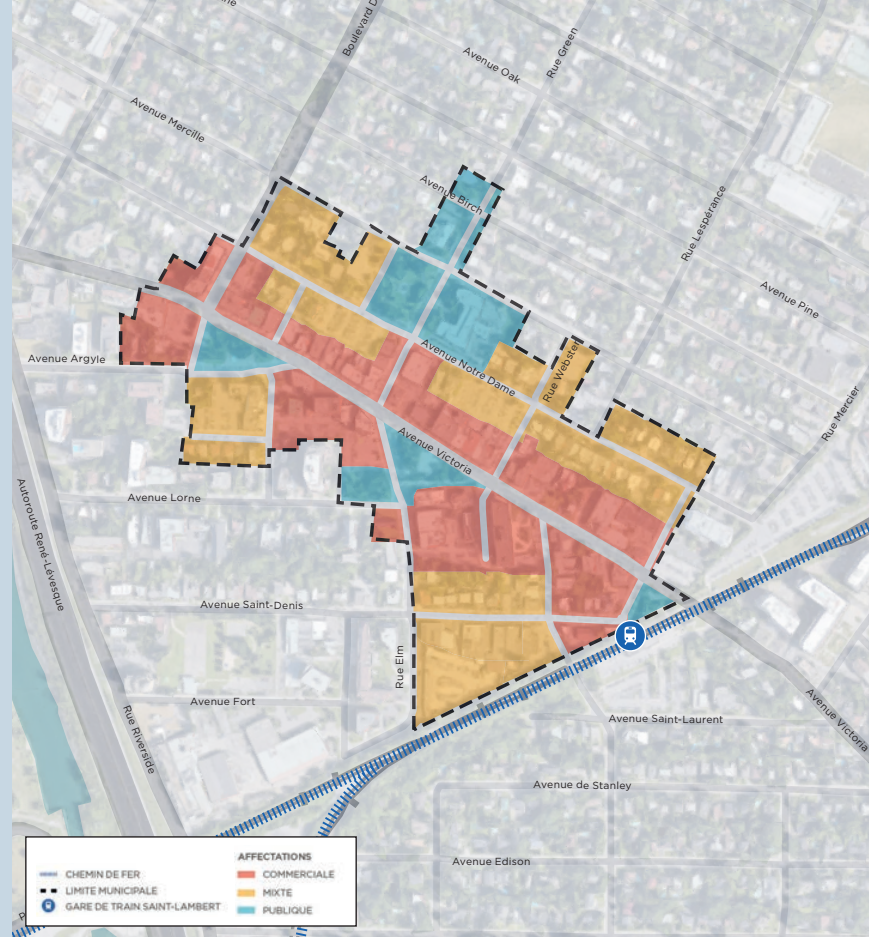 Boulevard D
Avenue Oak
Rue Green
Avenue Mercille
Avenue Birch
Rue Lespérance
Avenue Pine
Avenue Argyle
Avenue Notre Dame
Rue Webster
Rue Mercier
Avenue Victoria
Avenue Lorne
Autoroute René-Lévesque
Avenue Saint-Denis
Rue Elm
Avenue Fort
Rue Riverside
Avenue Saint-Laurent
Avenue Victoria
Avenue de Stanley
Avenue Edison
CHEMIN DE FER
LIMITE MUNICIPALE
GARE DE TRAIN SAINT-LAMBERT
AFFECTATIONS
COMMERCIALE
MIXTE
PUBLIQUE